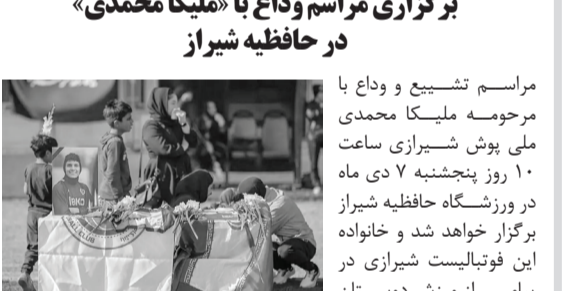 برگزاری مراسم وداع با «ملیکا محمدی»
در حافظیه شیراز
مراسم تشییع و وداع با
مرحومه ملیکا محمدی
ملی پوش شیرازی ساعت
۱۰ روز پنجشنبه ۷ دی ماه
در ورزشگاه حافظیه شیراز
برگزار خواهد شد و خانواده
این فوتبالیست شیرازی در